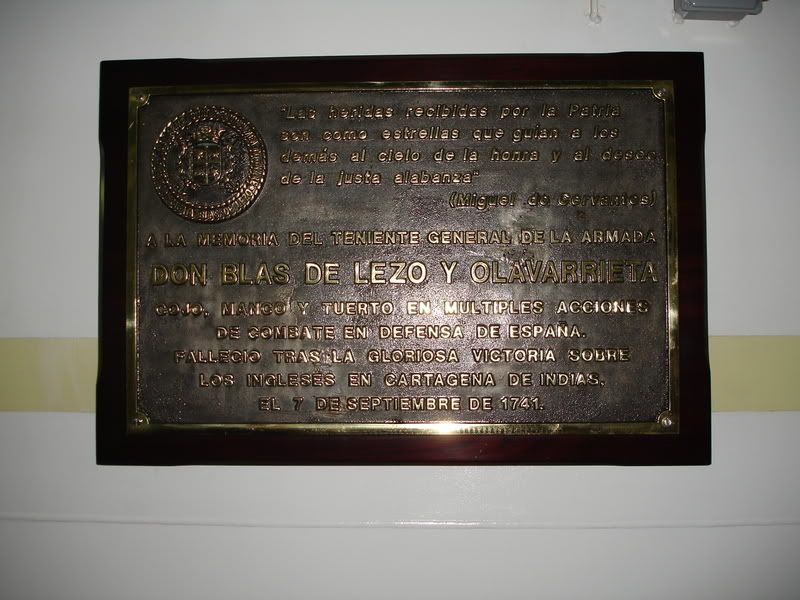 "Las heridas recibidas por la Patria
son como estrellas que guían a los
demás al cielo de la honra y al deseo
de la justa alabanza"
(Miguel de Cervantes)
A LA MEMORIA DEL TENIENTE GENERAL DE LA ARMADA
DON BLAS DE LEZO Y OLAVARRIETA
COJO, MANCO Y TUERTO EN MULTIPLES ACCIONES
DE COMBATE EN DEFENSA DE ESPAÑA.
FALLECIO TRAS LA GLORIOSA VICTORIA SOBRE
LOS INGLESES EN CARTAGENA DE INDIAS,
EL 7 DE SEPTIEMBRE DE 1741.